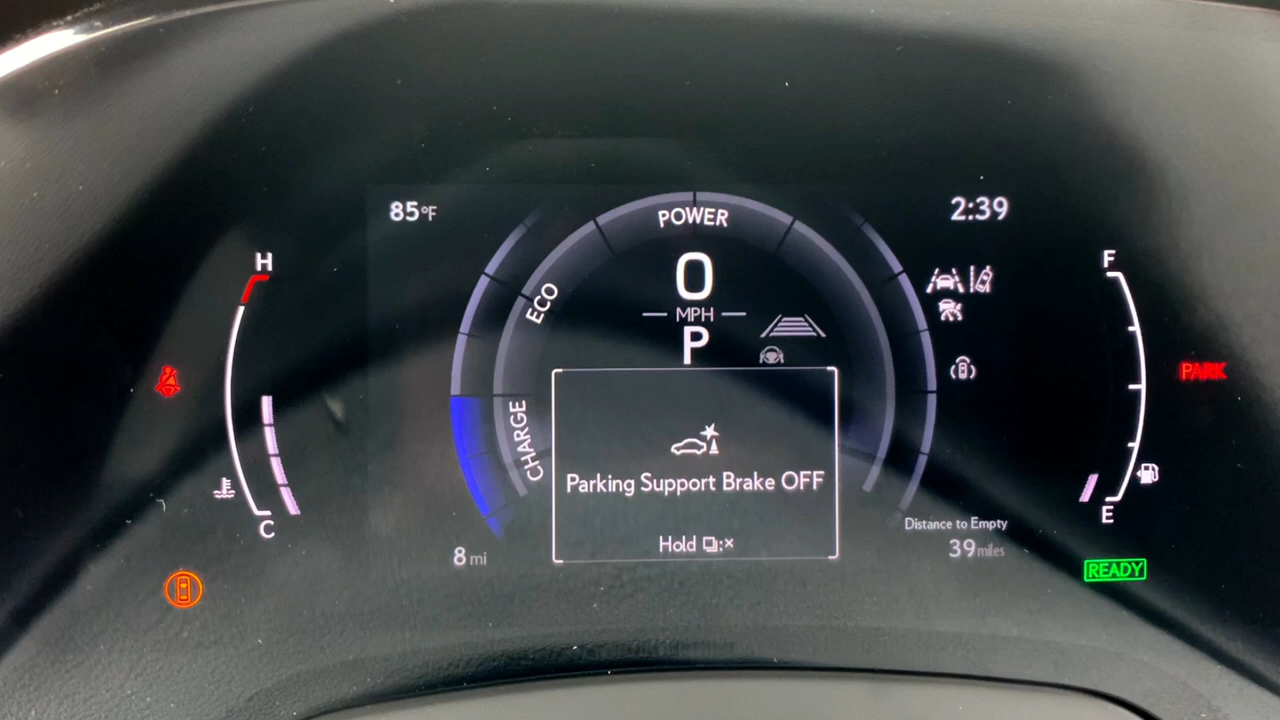 85°F
2:39
POWER
ECO
CHARGE
0
MPH
P
H
C
F
E
PARK
Parking Support Brake OFF
Hold :×
8 mi
Distance to Empty
39 miles
READY